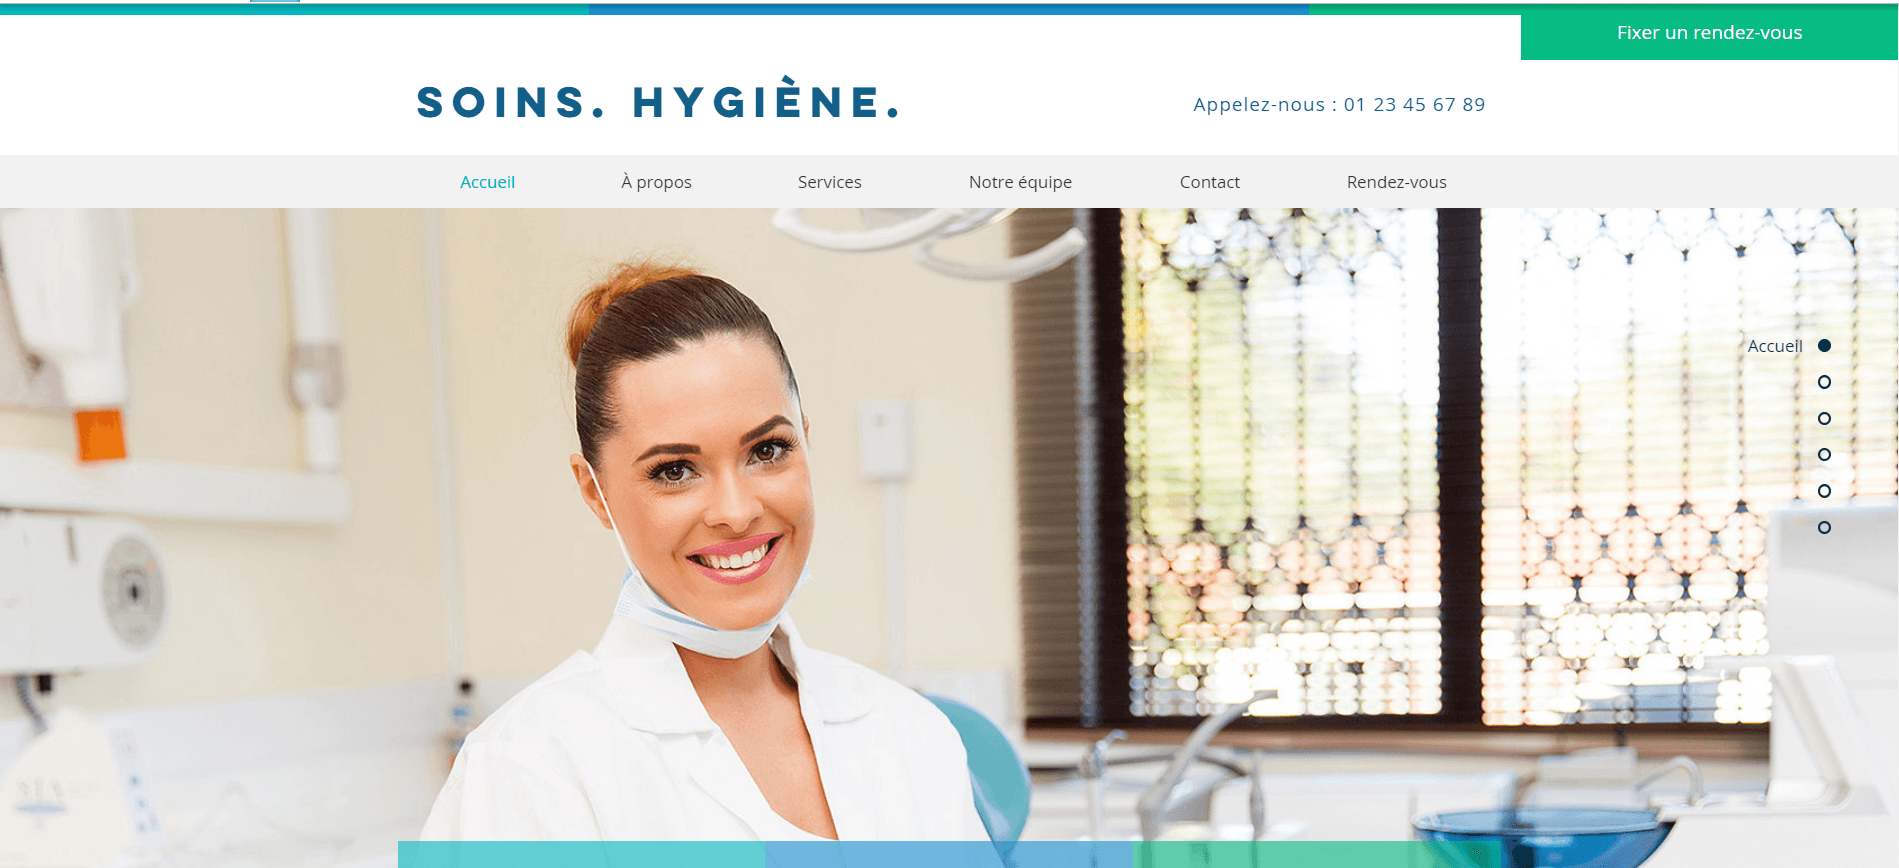 Fixer un rendez-vous
SOINS. HYGIÈNE.
Appelez-nous : 01 23 45 67 89
Accueil À propos Services Notre équipe Contact Rendez-vous
Accueil